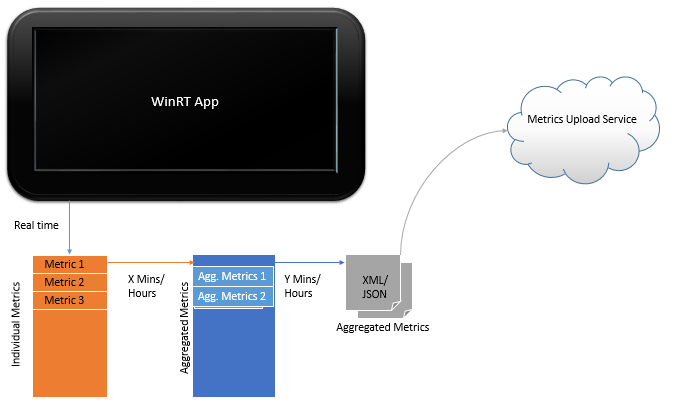 WinRT App
Metrics Upload Service
Real time
Individual Metrics
Metric 1
Metric 2
Metric 3
X Mins/
Hours
Aggregated Metrics
Agg. Metrics 1
Agg. Metrics 2
Y Mins/
Hours
XML/
JSON
Aggregated Metrics